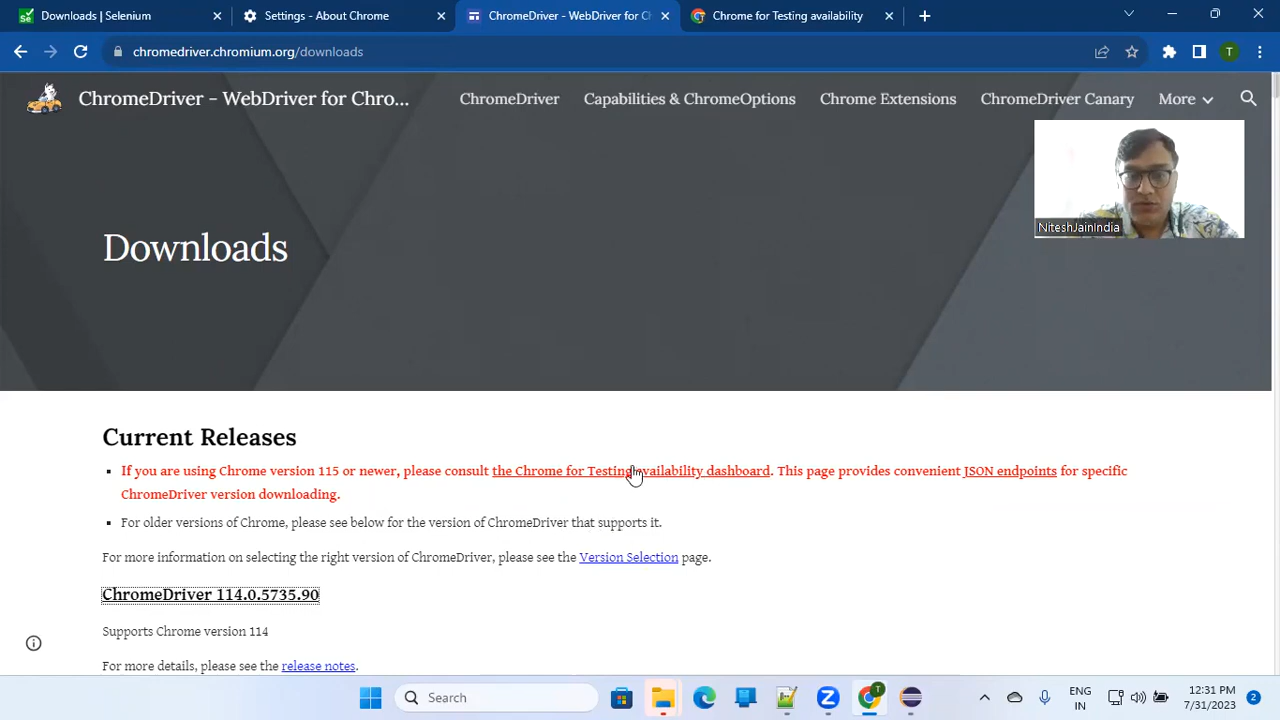 Downloads | Selenium
Settings - About Chrome
ChromeDriver - WebDriver for C
Chrome for Testing availability
chromedriver.chromium.org/downloads
T
ChromeDriver - WebDriver for Chro...
ChromeDriver
Capabilities & ChromeOptions
Chrome Extensions
ChromeDriver Canary
More
NiteshJainIndia
Downloads
Current Releases
If you are using Chrome version 115 or newer, please consult the Chrome for Testing availability dashboard. This page provides convenient JSON endpoints for specific
ChromeDriver version downloading.
For older versions of Chrome, please see below for the version of ChromeDriver that supports it.
For more information on selecting the right version of ChromeDriver, please see the Version Selection page.
ChromeDriver 114.0.5735.90
Supports Chrome version 114
For more details, please see the release notes.
Search
T
ENG
IN
12:31 PM
7/31/2023
2